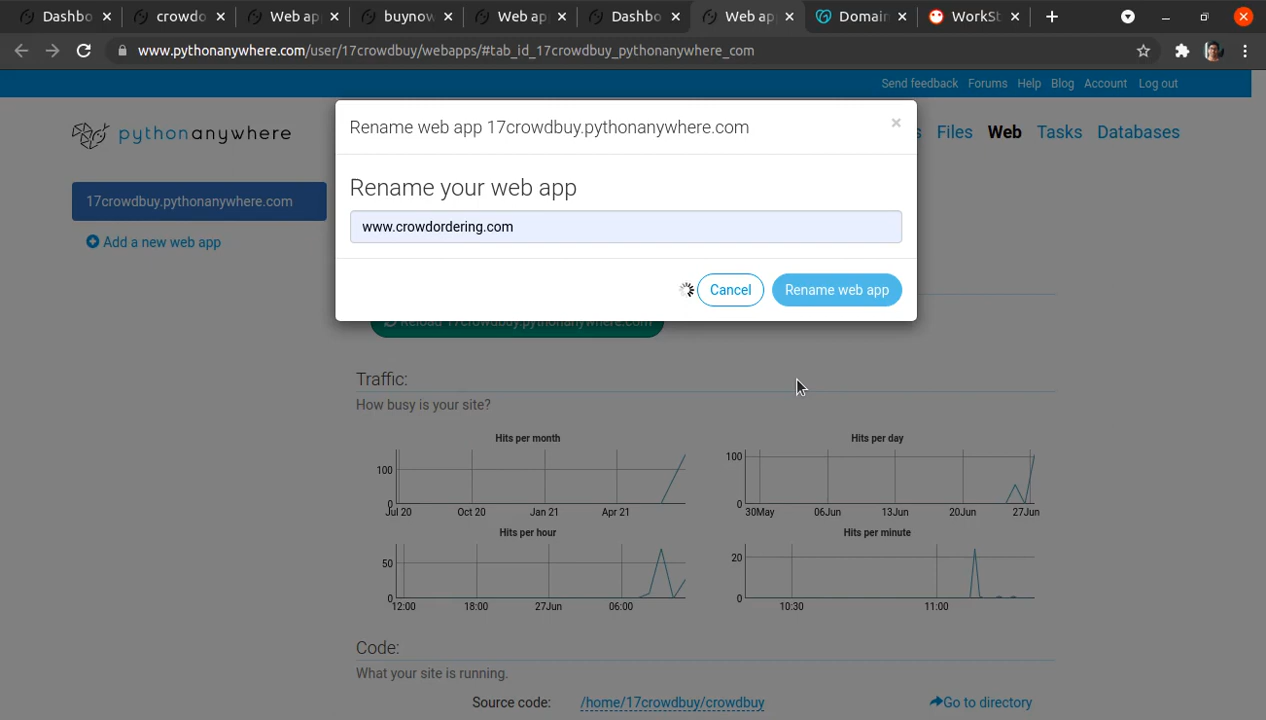 Dashbo
crowdo
Web ap
buynow
Web ap
Dashbo
Web ap
Domain
WorkSt
www.pythonanywhere.com/user/17crowdbuy/webapps/#tab_id_17crowdbuy_pythonanywhere_com
Send feedback Forums Help Blog Account Log out
pythonanywhere
s Files Web Tasks Databases
Rename web app 17crowdbuy.pythonanywhere.com
×
Rename your web app
www.crowdordering.com
Cancel
Rename web app
17crowdbuy.pythonanywhere.com
Add a new web app
Reload 17crowdbuy.pythonanywhere.com
Traffic:
How busy is your site?
Hits per month
100
0
Jul 20 Oct 20 Jan 21 Apr 21
Hits per day
100
0
30May 06Jun 13Jun 20Jun 27Jun
Hits per hour
50
0
12:00 18:00 27Jun 06:00
Hits per minute
20
0
10:30 11:00
Code:
What your site is running.
Source code: /home/17crowdbuy/crowdbuy Go to directory